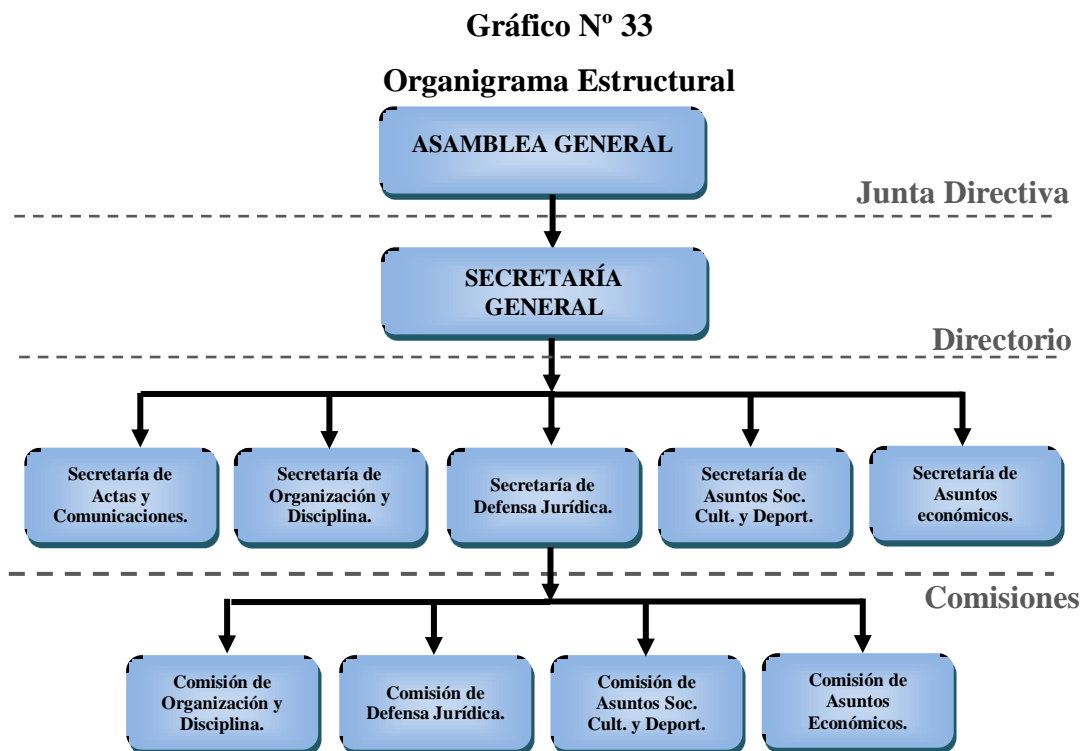 Gráfico Nº 33
Organigrama Estructural
ASAMBLEA GENERAL
Junta Directiva
SECRETARÍA
GENERAL
Directorio
Secretaría de
Actas y
Comunicaciones.
Secretaría de
Organización y
Disciplina.
Secretaría de
Defensa Jurídica.
Secretaría de
Asuntos Soc.
Cult. y Deport.
Secretaría de
Asuntos
económicos.
Comisiones
Comisión de
Organización y
Disciplina.
Comisión de
Defensa Jurídica.
Comisión de
Asuntos Soc.
Cult. y Deport.
Comisión de
Asuntos
Económicos.